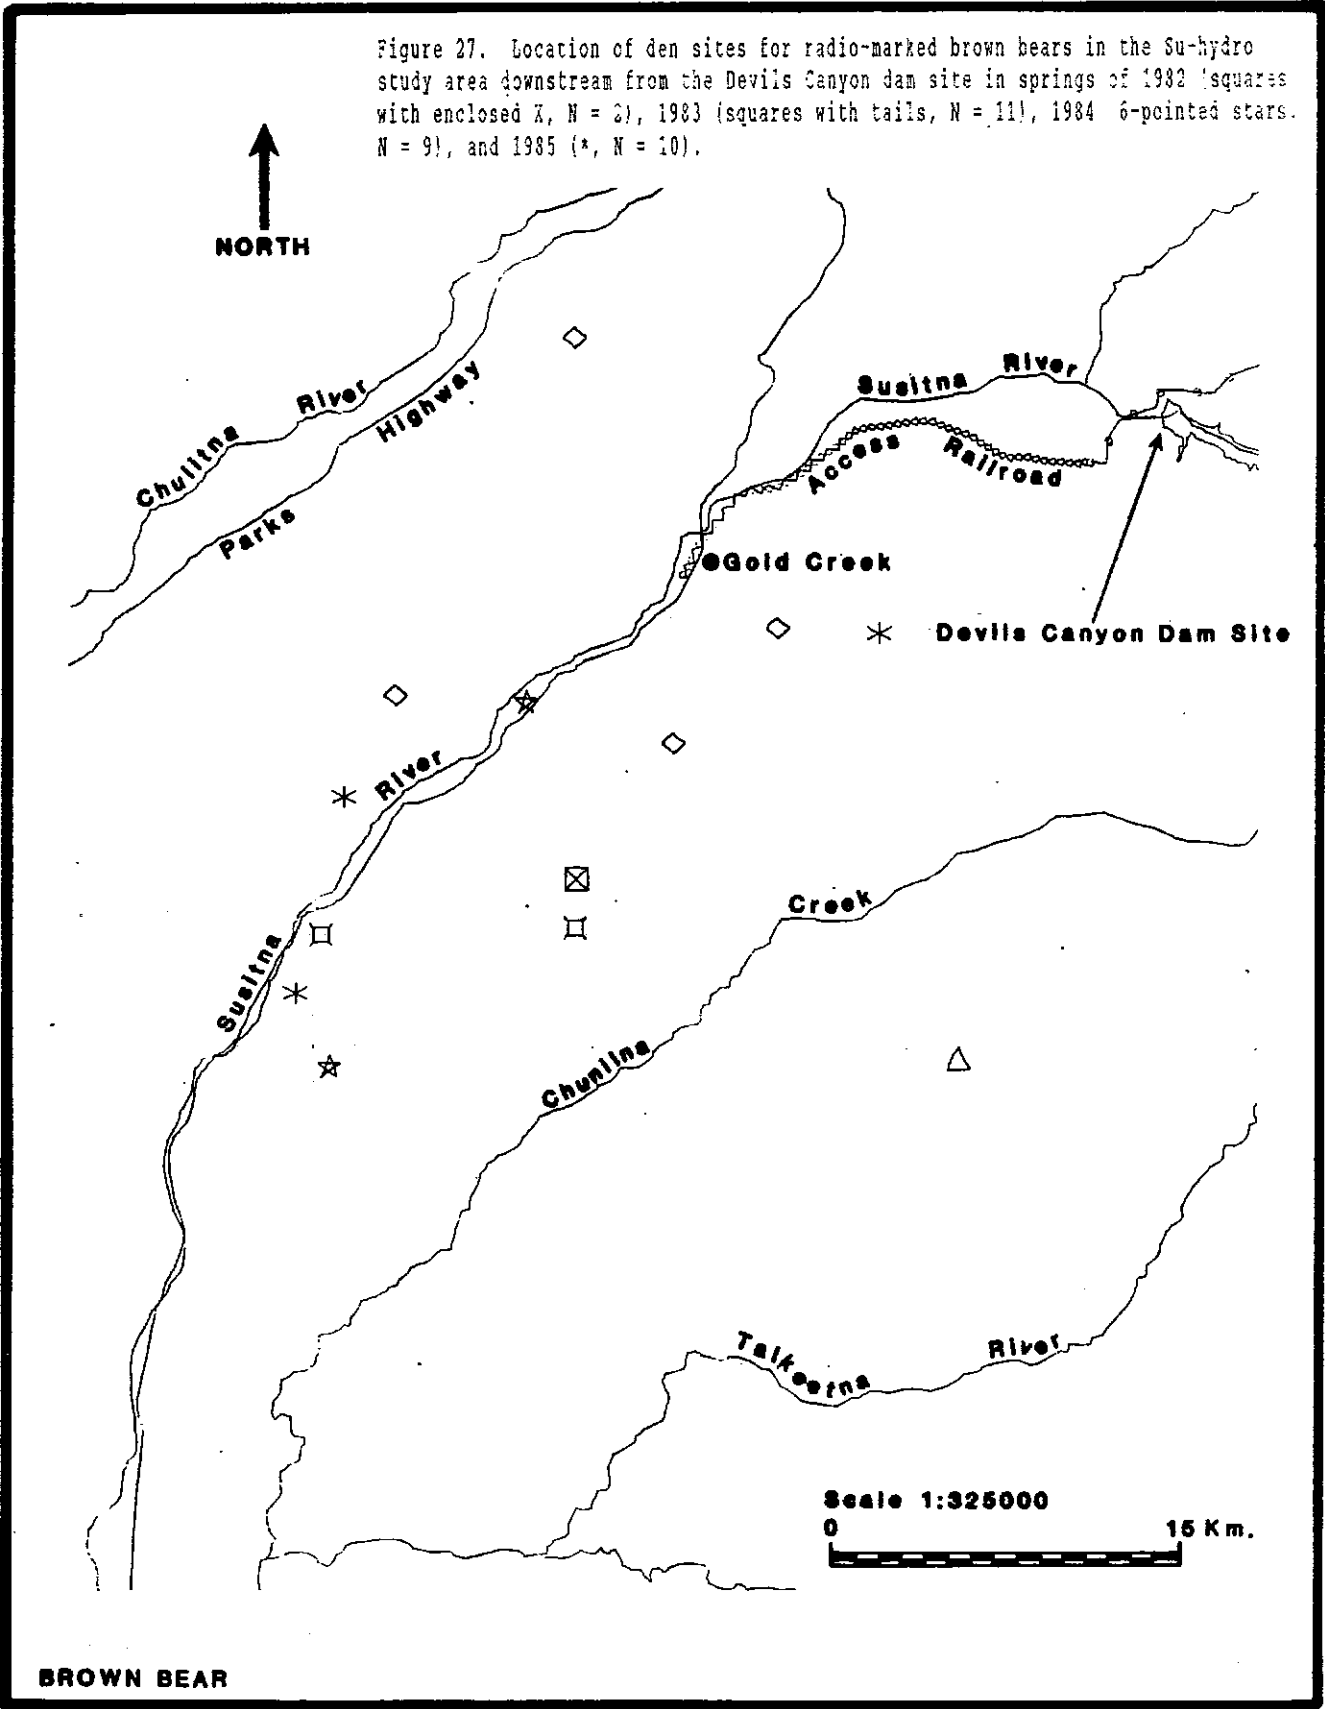 Figure 27. Location of den sites for radio-marked brown bears in the Su-hydro
study area downstream from the Devils Canyon dam site in springs of 1982 (squares
with enclosed X, N = 2), 1983 (squares with tails, N = 11), 1984 6-pointed stars.
N = 9), and 1985 (*, N = 10).
NORTH
Chulitna River
Parks Highway
Susitna River
Access Railroad
Gold Creek
Devils Canyon Dam Site
Susitna River
Chunilna Creek
Talkeetna River
Scale 1:325000
0 15 Km.
BROWN BEAR